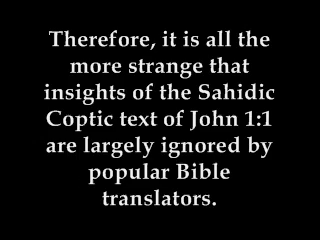 Therefore, it is all the
more strange that
insights of the Sahidic
Coptic text of John 1:1
are largely ignored by
popular Bible
translators.